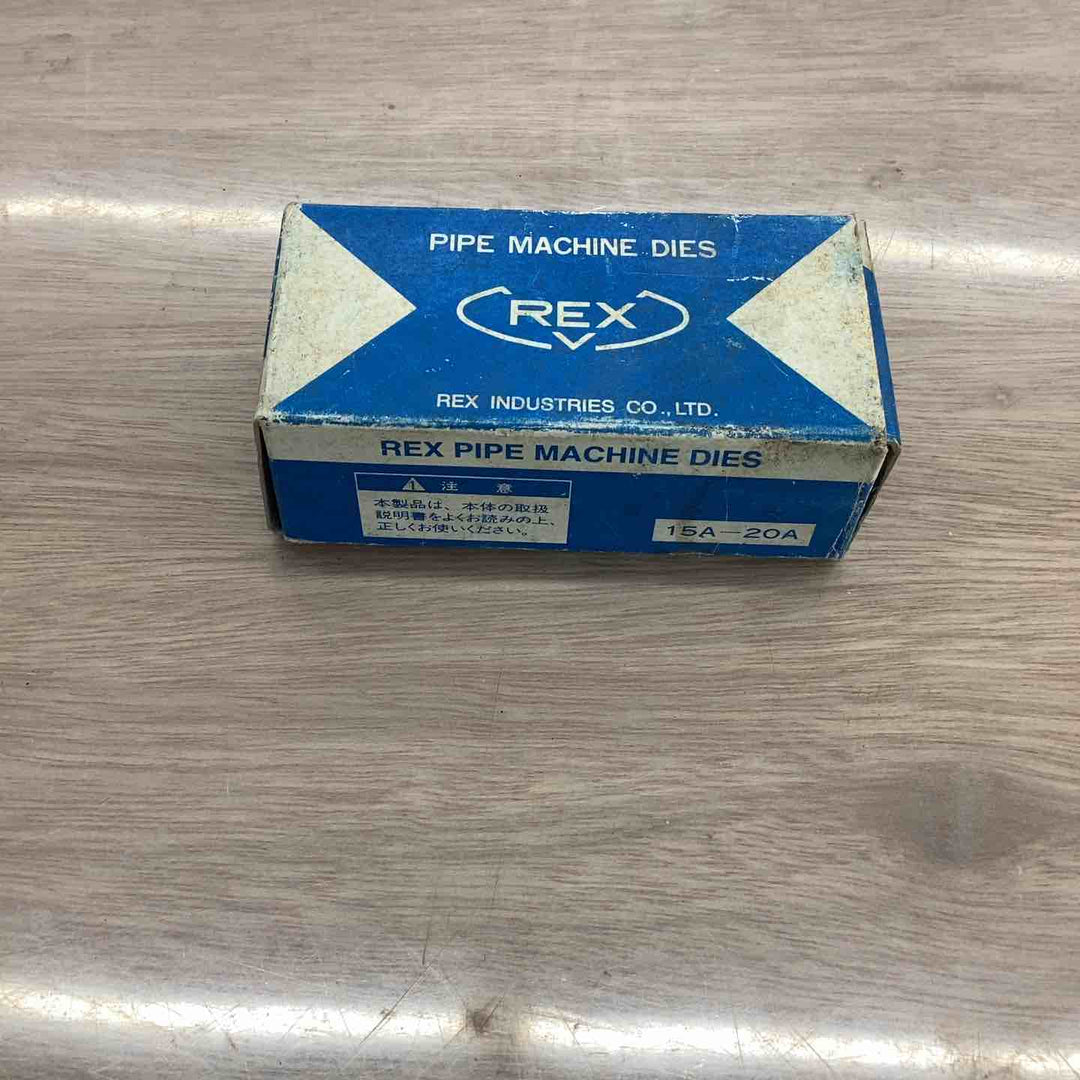 PIPE MACHINE DIES
REX
REX INDUSTRIES CO.,LTD.
REX PIPE MACHINE DIES
注 意
本製品は、本体の取扱
説明書をよくお読みの上、
正しくお使いください。
15A-20A